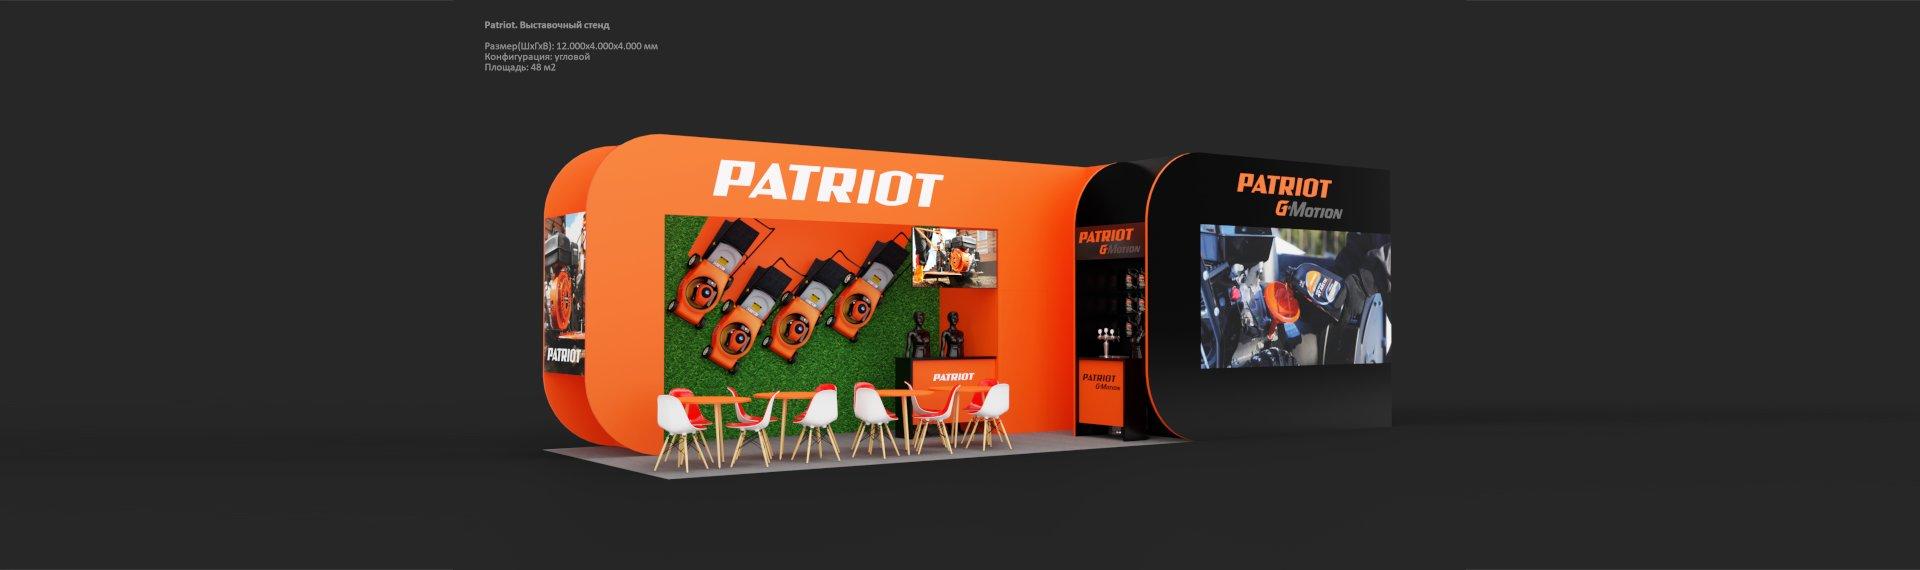 Patriot. Выставочный стенд
Размер(ШхГхВ): 12.000х4.000х4.000 мм
Конфигурация: угловой
Площадь: 48 м2
PATRIOT
PATRIOT
G-MOTION
PATRIOT
G-MOTION
PATRIOT
PATRIOT
PATRIOT
G-MOTION